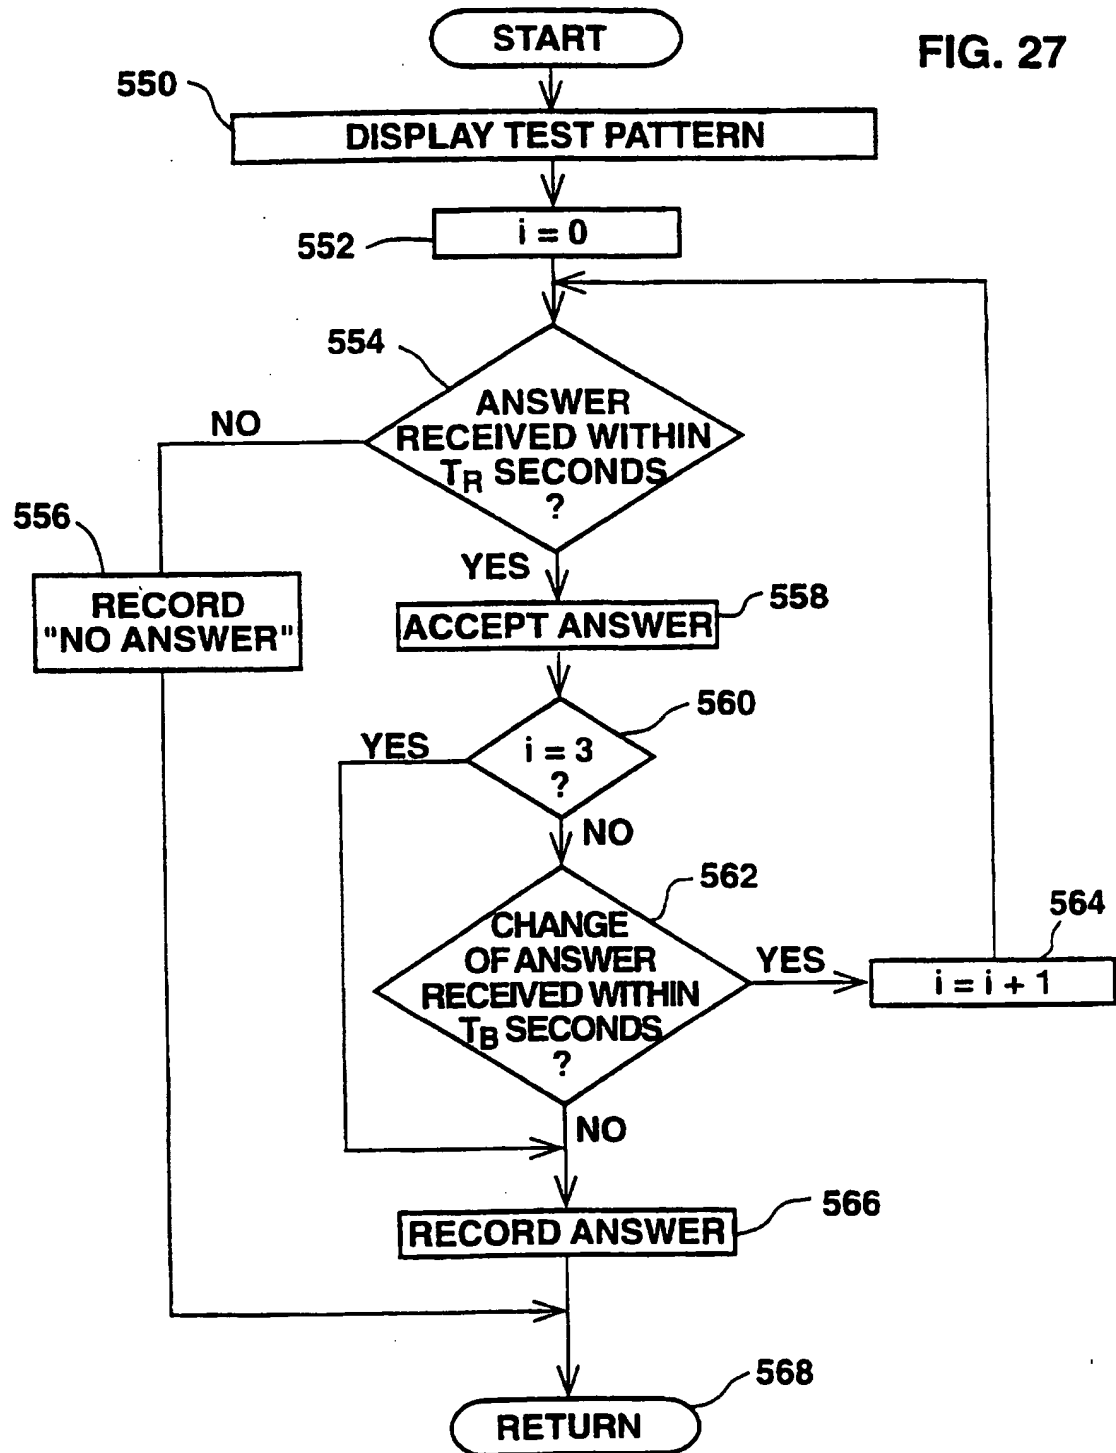 START
FIG. 27
550
DISPLAY TEST PATTERN
552
i = 0
554
ANSWER
RECEIVED WITHIN
TR SECONDS
?
NO
YES
556
RECORD
"NO ANSWER"
558
ACCEPT ANSWER
560
i = 3
?
YES
NO
562
CHANGE
OF ANSWER
RECEIVED WITHIN
TB SECONDS
?
YES
564
i = i + 1
NO
566
RECORD ANSWER
568
RETURN